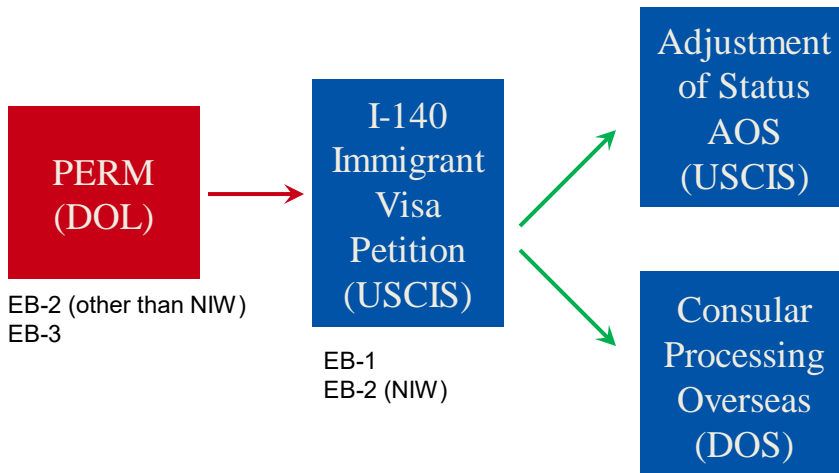 PERM
(DOL)
EB-2 (other than NIW)
EB-3
I-140
Immigrant
Visa
Petition
(USCIS)
EB-1
EB-2 (NIW)
Adjustment
of Status
AOS
(USCIS)
Consular
Processing
Overseas
(DOS)